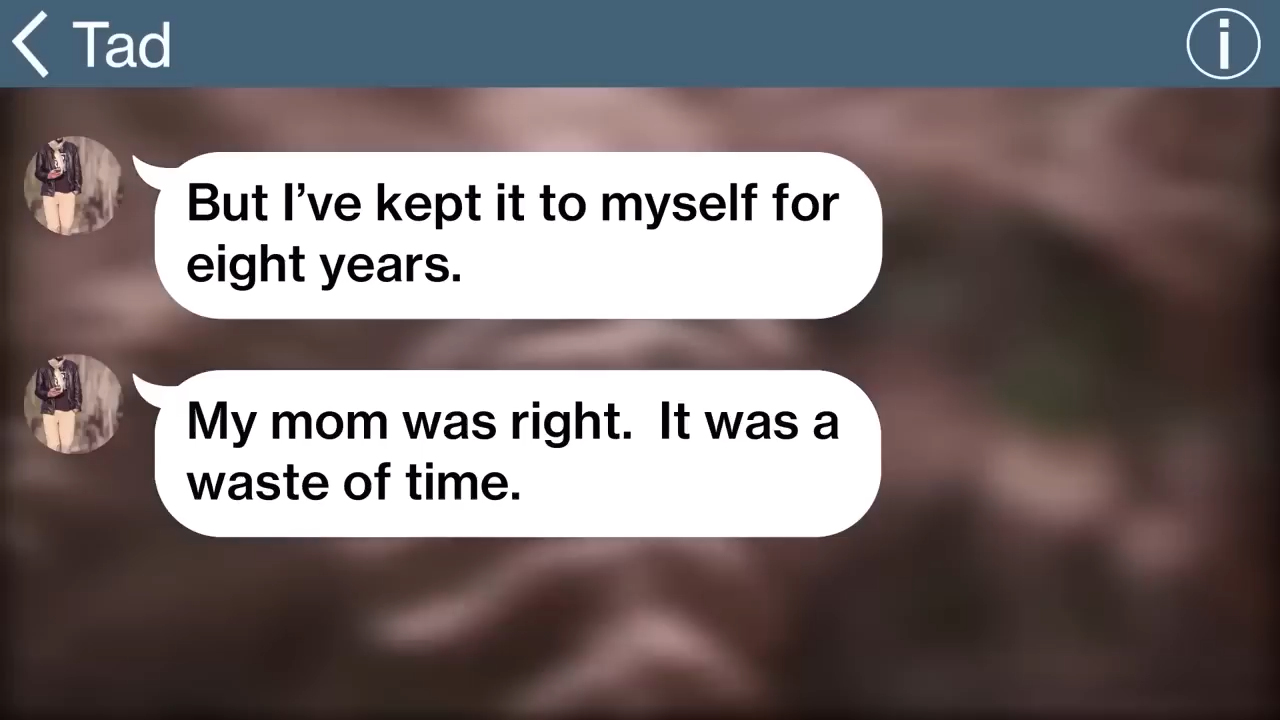 Tad
But I’ve kept it to myself for
eight years.
My mom was right.  It was a
waste of time.